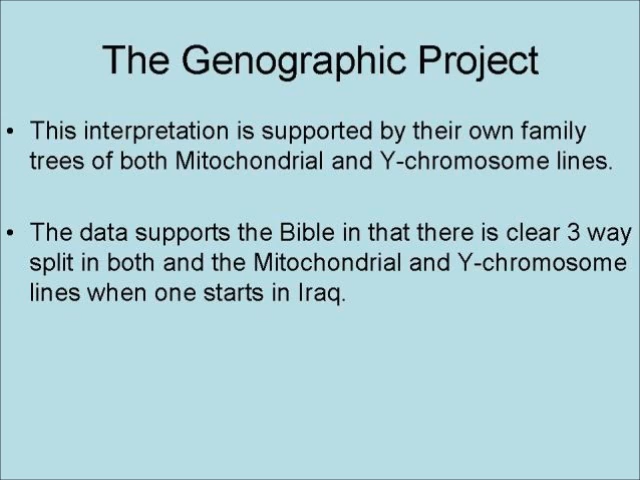 The Genographic Project
• This interpretation is supported by their own family
trees of both Mitochondrial and Y-chromosome lines.
• The data supports the Bible in that there is clear 3 way
split in both and the Mitochondrial and Y-chromosome
lines when one starts in Iraq.